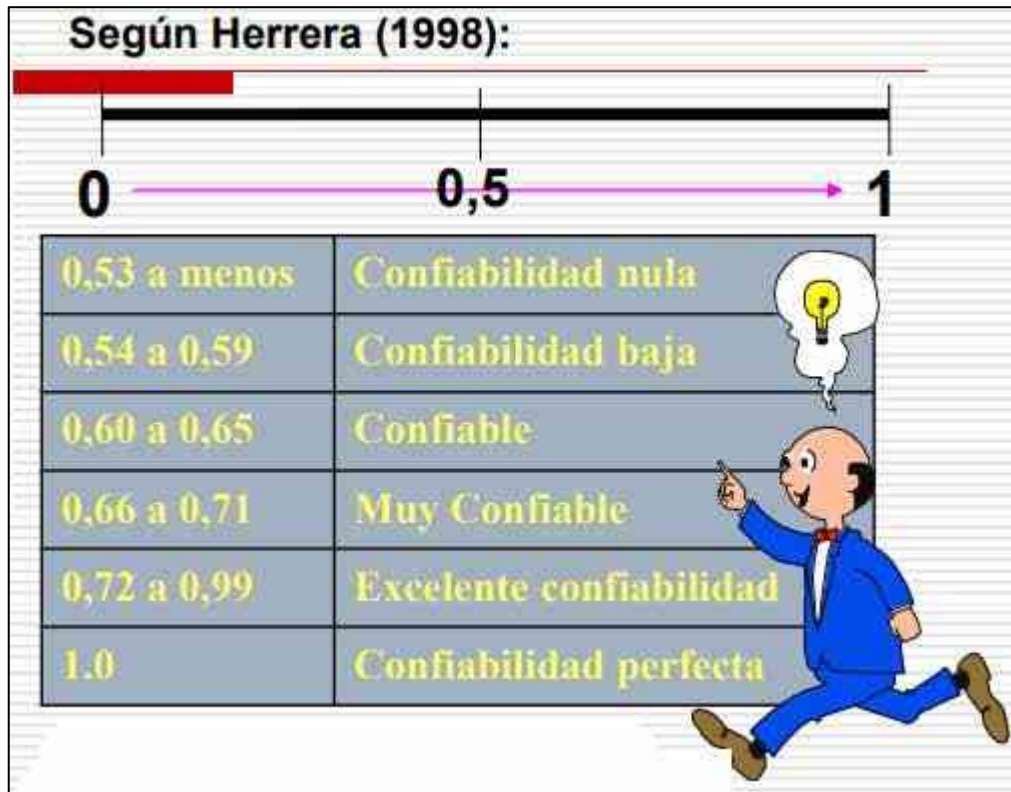 Según Herrera (1998):
0 0,5 1
0,53 a menos Confiabilidad nula
0,54 a 0,59 Confiabilidad baja
0,60 a 0,65 Confiable
0,66 a 0,71 Muy Confiable
0,72 a 0,99 Excelente confiabilidad
1.0 Confiabilidad perfecta